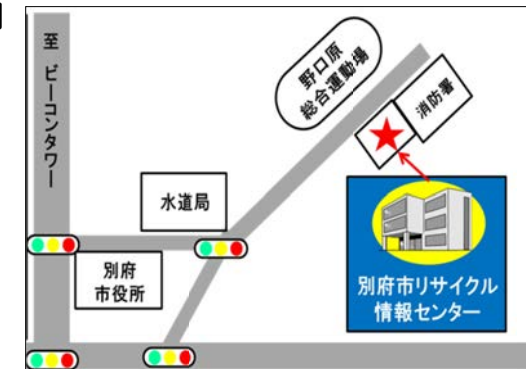 至 ビーコンタワー
野口原
総合運動場
消防署
水道局
別府
市役所
別府市リサイクル
情報センター